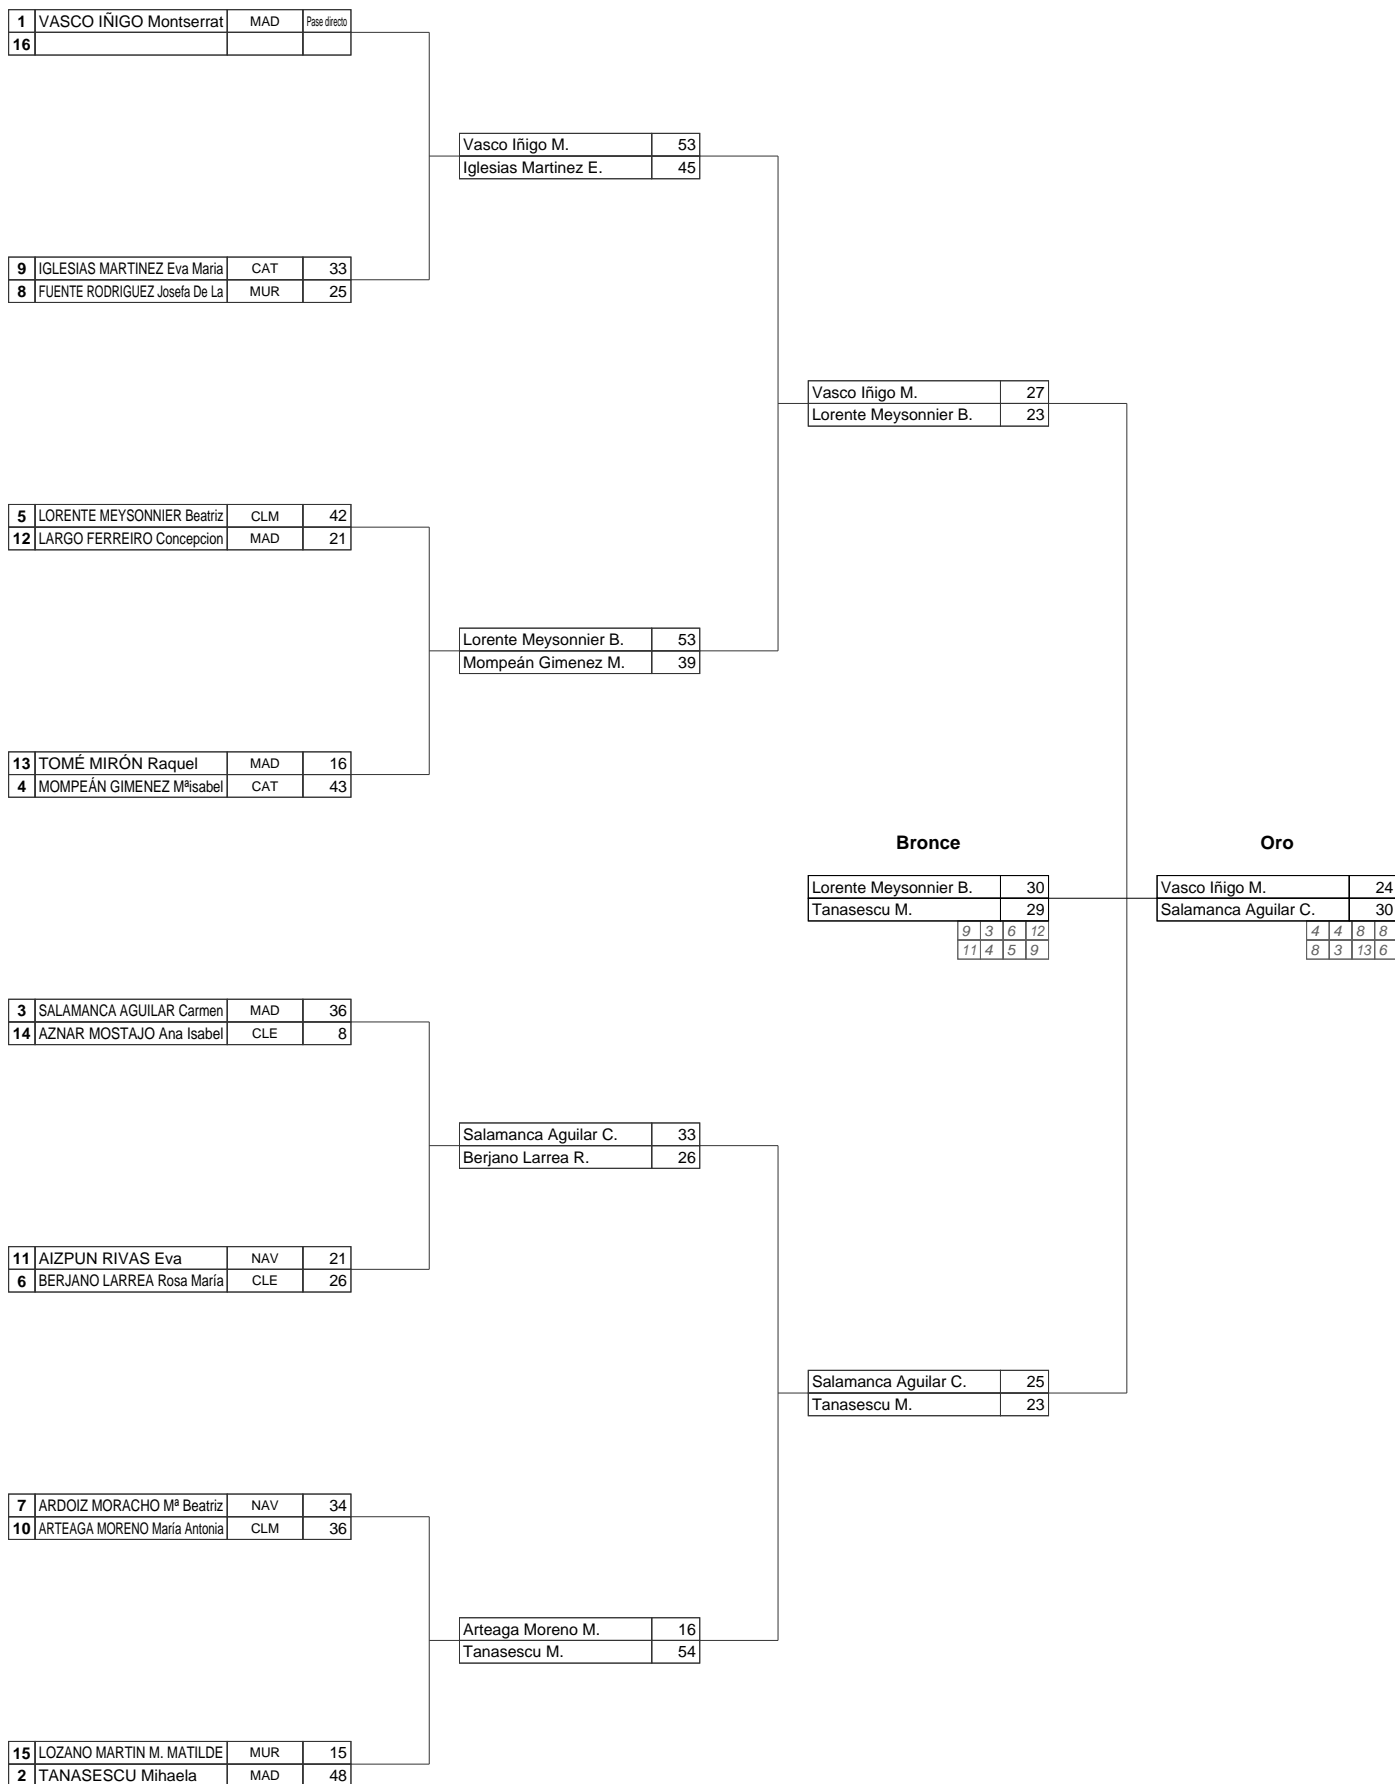 1 VASCO IÑIGO Montserrat MAD Pase directo
16
Vasco Iñigo M. 53
Iglesias Martinez E. 45
9 IGLESIAS MARTINEZ Eva Maria CAT 33
8 FUENTE RODRIGUEZ Josefa De La MUR 25
Vasco Iñigo M. 27
Lorente Meysonnier B. 23
5 LORENTE MEYSONNIER Beatriz CLM 42
12 LARGO FERREIRO Concepcion MAD 21
Lorente Meysonnier B. 53
Mompeán Gimenez M. 39
13 TOMÉ MIRÓN Raquel MAD 16
4 MOMPEÁN GIMENEZ Mªisabel CAT 43
Bronce Oro
Lorente Meysonnier B. 30 Vasco Iñigo M. 24
Tanasescu M. 29 Salamanca Aguilar C. 30
9 3 6 12 4 4 8 8
11 4 5 9 8 3 13 6
3 SALAMANCA AGUILAR Carmen MAD 36
14 AZNAR MOSTAJO Ana Isabel CLE 8
Salamanca Aguilar C. 33
Berjano Larrea R. 26
11 AIZPUN RIVAS Eva NAV 21
6 BERJANO LARREA Rosa María CLE 26
Salamanca Aguilar C. 25
Tanasescu M. 23
7 ARDOIZ MORACHO Mª Beatriz NAV 34
10 ARTEAGA MORENO María Antonia CLM 36
Arteaga Moreno M. 16
Tanasescu M. 54
15 LOZANO MARTIN M. MATILDE MUR 15
2 TANASESCU Mihaela MAD 48